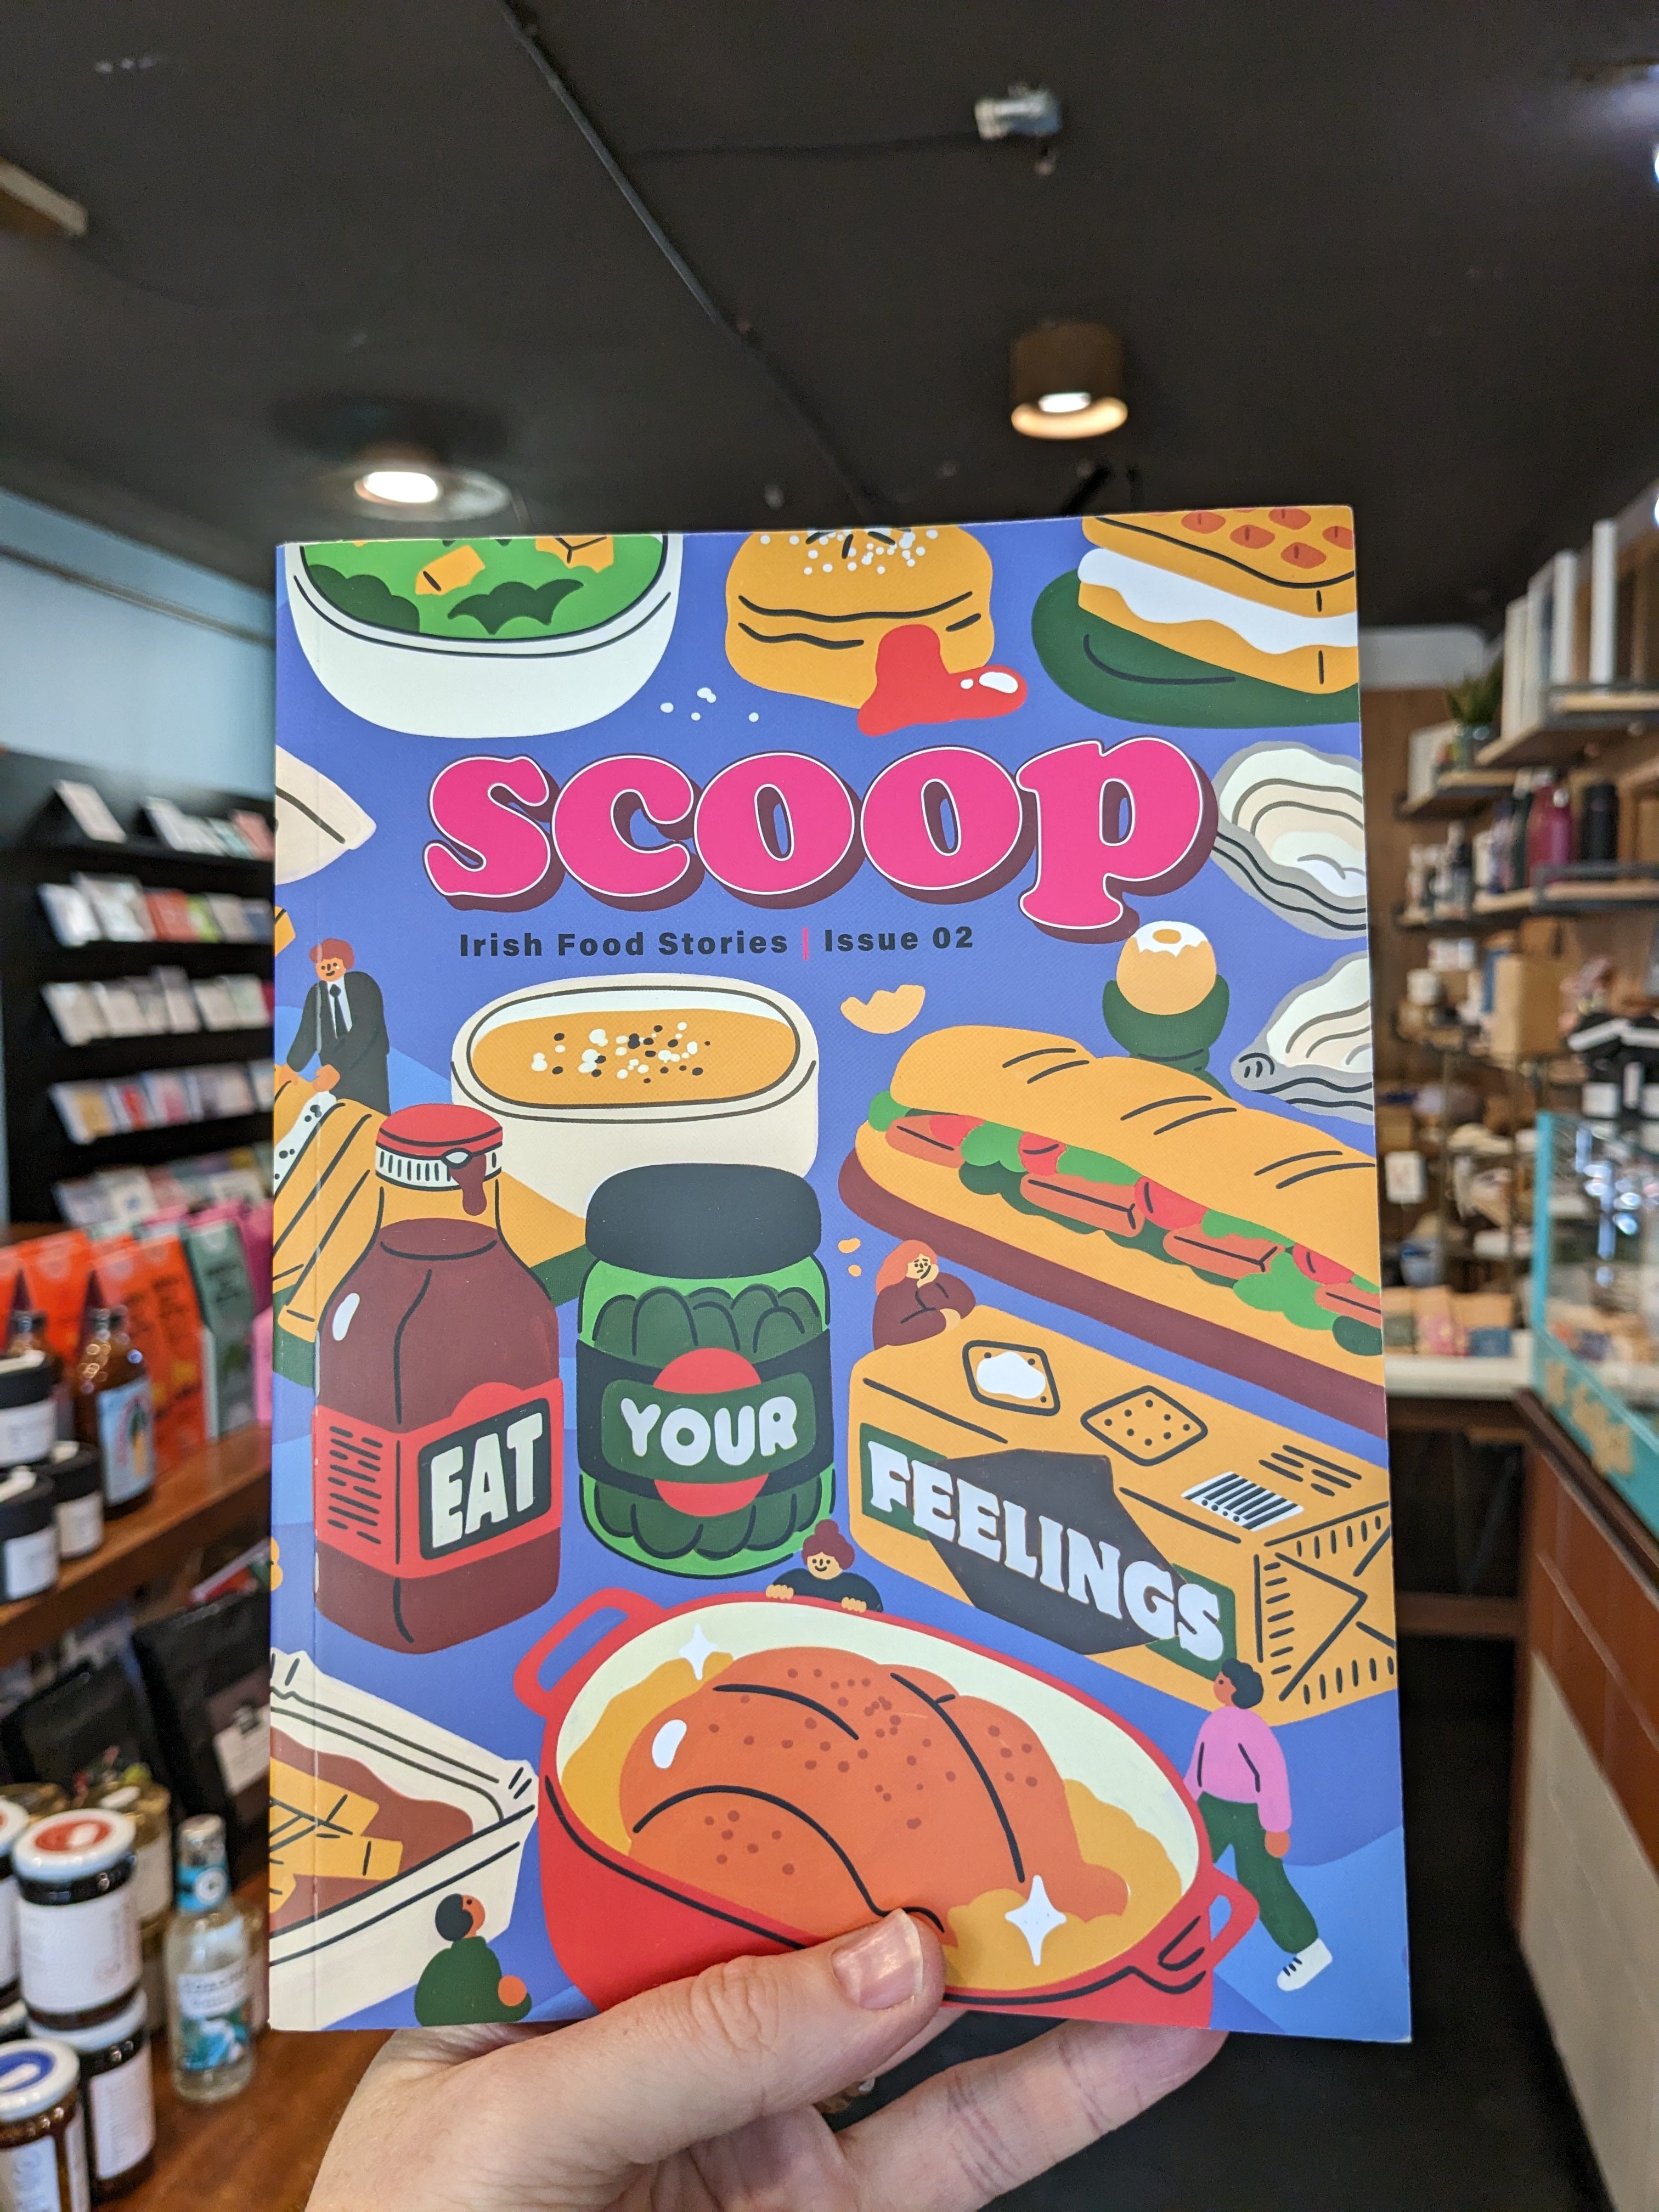 scoop
Irish Food Stories | Issue 02
EAT
YOUR
FEELINGS